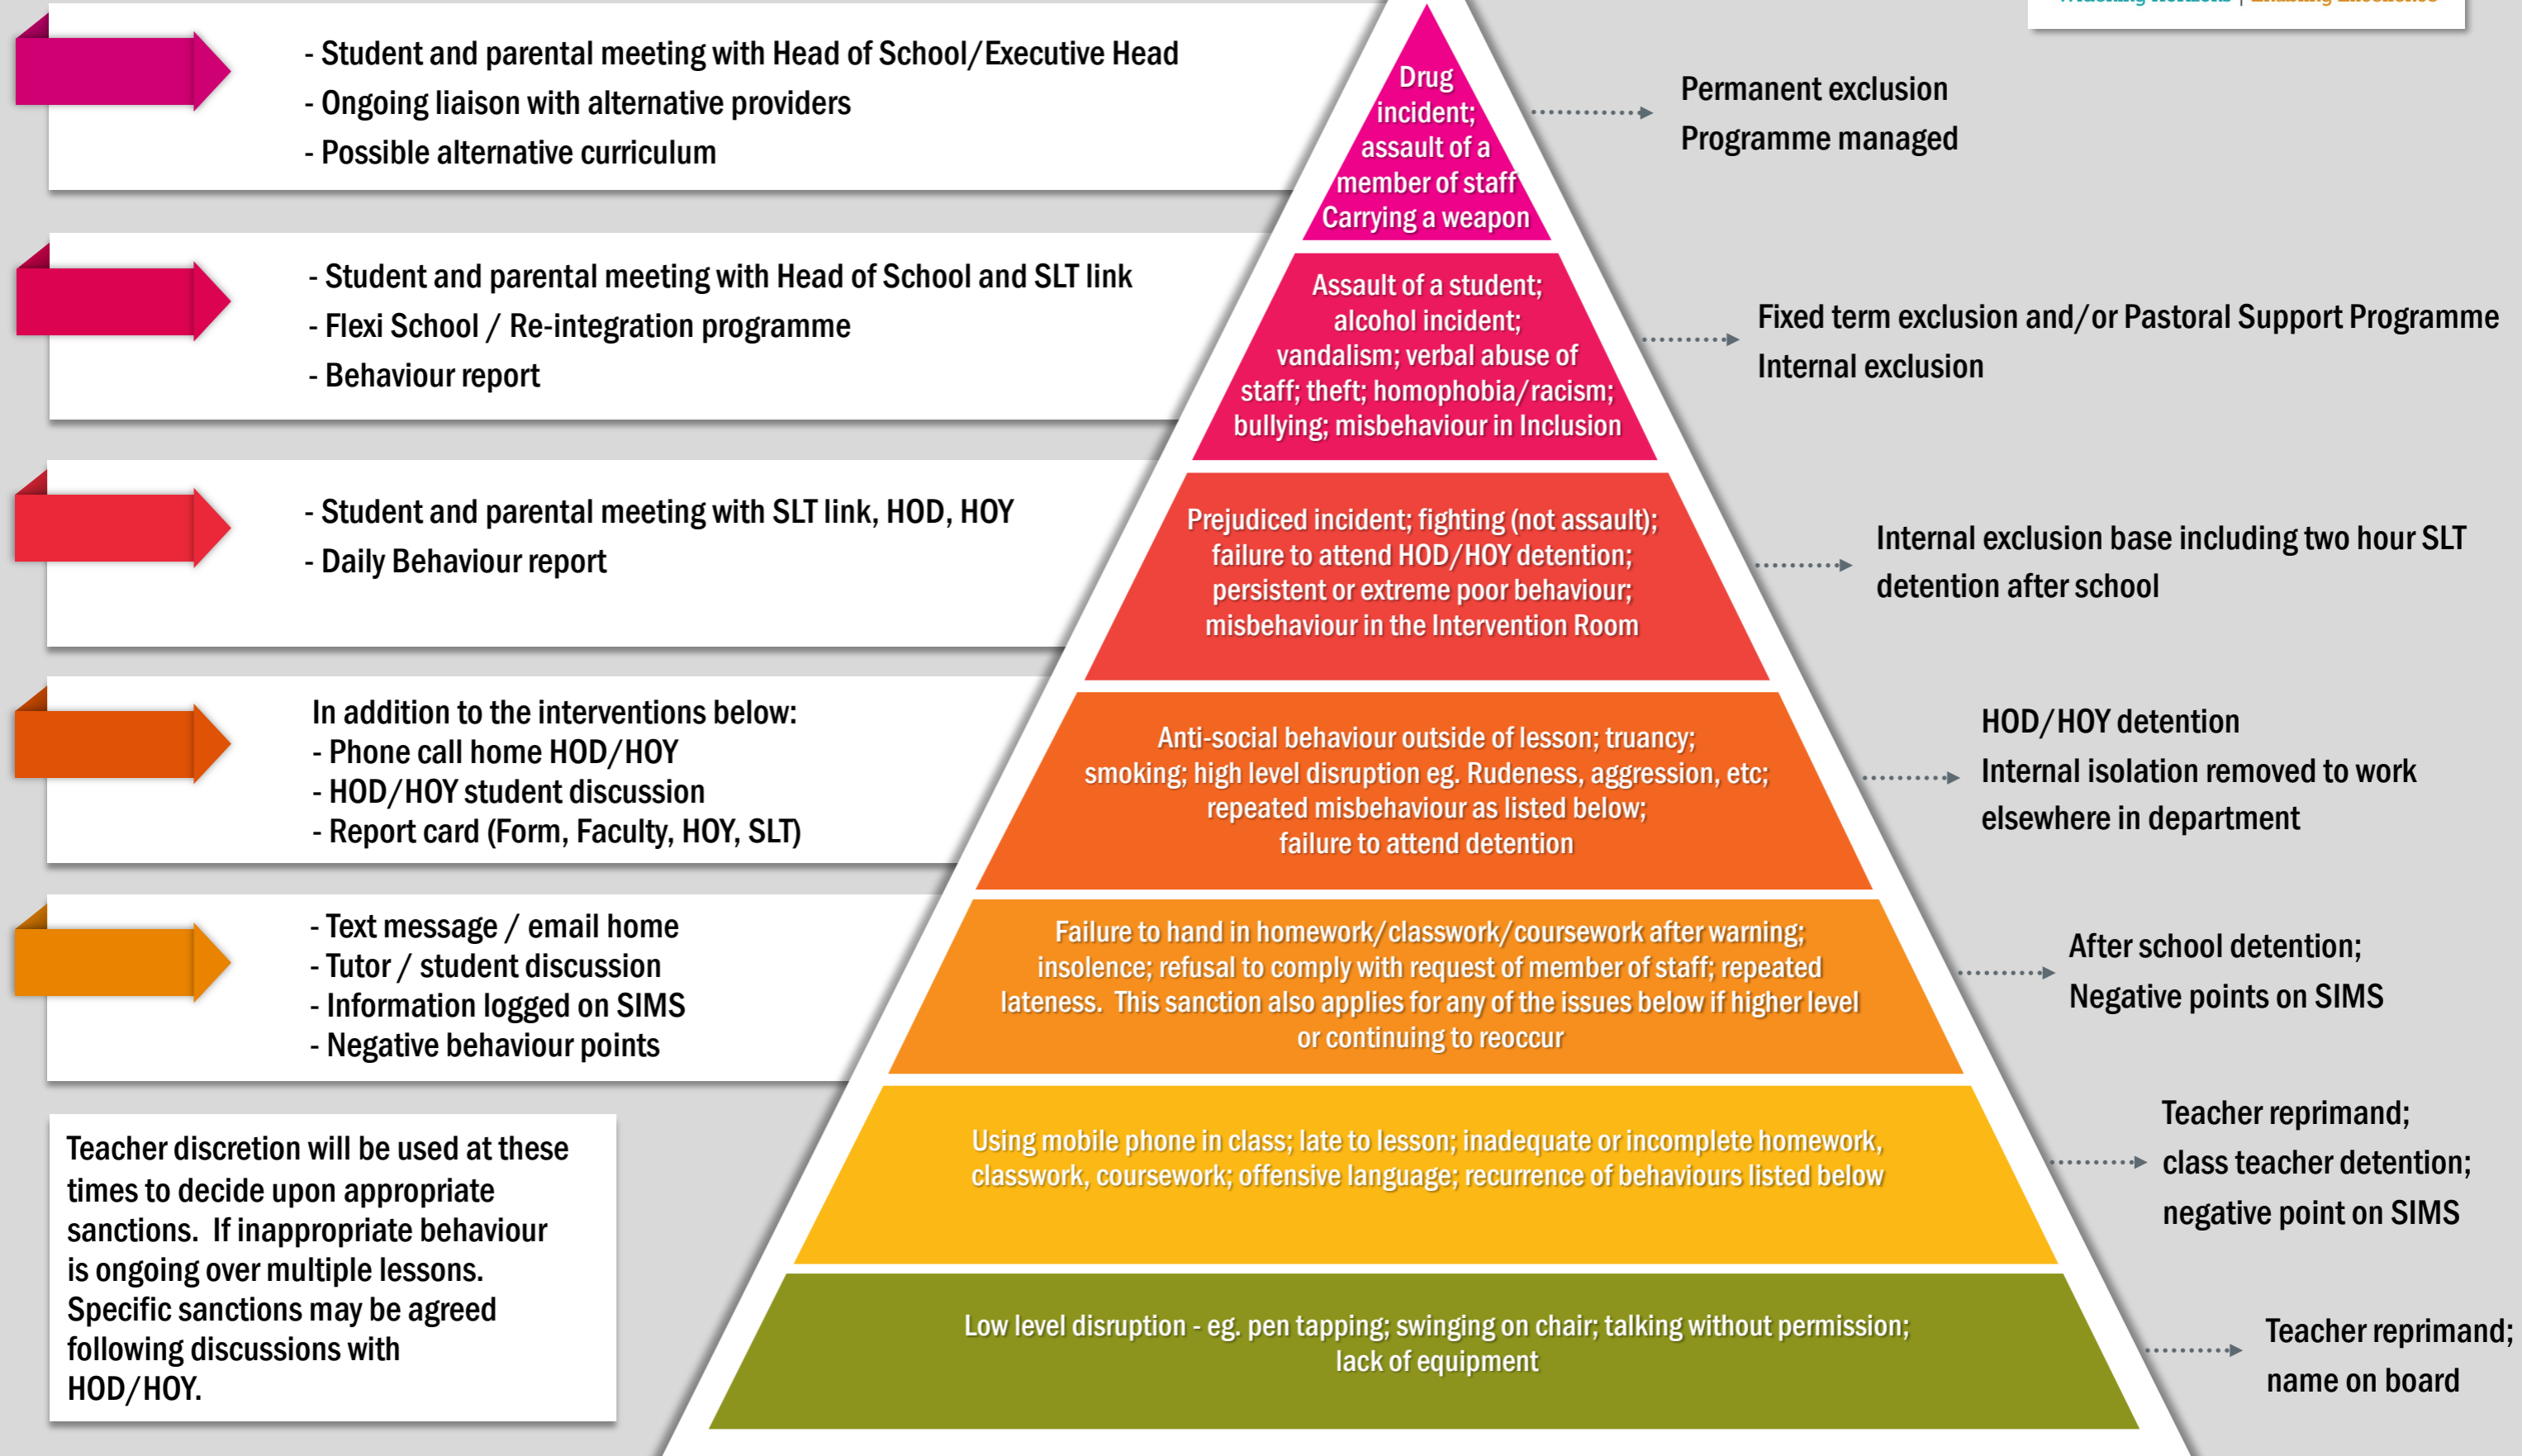 Widening Horizons | Enabling Excellence
- Student and parental meeting with Head of School/Executive Head
- Ongoing liaison with alternative providers
- Possible alternative curriculum
Drug
incident;
assault of a
member of staff
Carrying a weapon
Permanent exclusion
Programme managed
- Student and parental meeting with Head of School and SLT link
- Flexi School / Re-integration programme
- Behaviour report
Assault of a student;
alcohol incident;
vandalism; verbal abuse of
staff; theft; homophobia/racism;
bullying; misbehaviour in Inclusion
Fixed term exclusion and/or Pastoral Support Programme
Internal exclusion
- Student and parental meeting with SLT link, HOD, HOY
- Daily Behaviour report
Prejudiced incident; fighting (not assault);
failure to attend HOD/HOY detention;
persistent or extreme poor behaviour;
misbehaviour in the Intervention Room
Internal exclusion base including two hour SLT
detention after school
In addition to the interventions below:
- Phone call home HOD/HOY
- HOD/HOY student discussion
- Report card (Form, Faculty, HOY, SLT)
Anti-social behaviour outside of lesson; truancy;
smoking; high level disruption eg. Rudeness, aggression, etc;
repeated misbehaviour as listed below;
failure to attend detention
HOD/HOY detention
Internal isolation removed to work
elsewhere in department
- Text message / email home
- Tutor / student discussion
- Information logged on SIMS
- Negative behaviour points
Failure to hand in homework/classwork/coursework after warning;
insolence; refusal to comply with request of member of staff; repeated
lateness.  This sanction also applies for any of the issues below if higher level
or continuing to reoccur
After school detention;
Negative points on SIMS
Teacher discretion will be used at these
times to decide upon appropriate
sanctions.  If inappropriate behaviour
is ongoing over multiple lessons.
Specific sanctions may be agreed
following discussions with
HOD/HOY.
Using mobile phone in class; late to lesson; inadequate or incomplete homework,
classwork, coursework; offensive language; recurrence of behaviours listed below
Teacher reprimand;
class teacher detention;
negative point on SIMS
Low level disruption - eg. pen tapping; swinging on chair; talking without permission;
lack of equipment
Teacher reprimand;
name on board